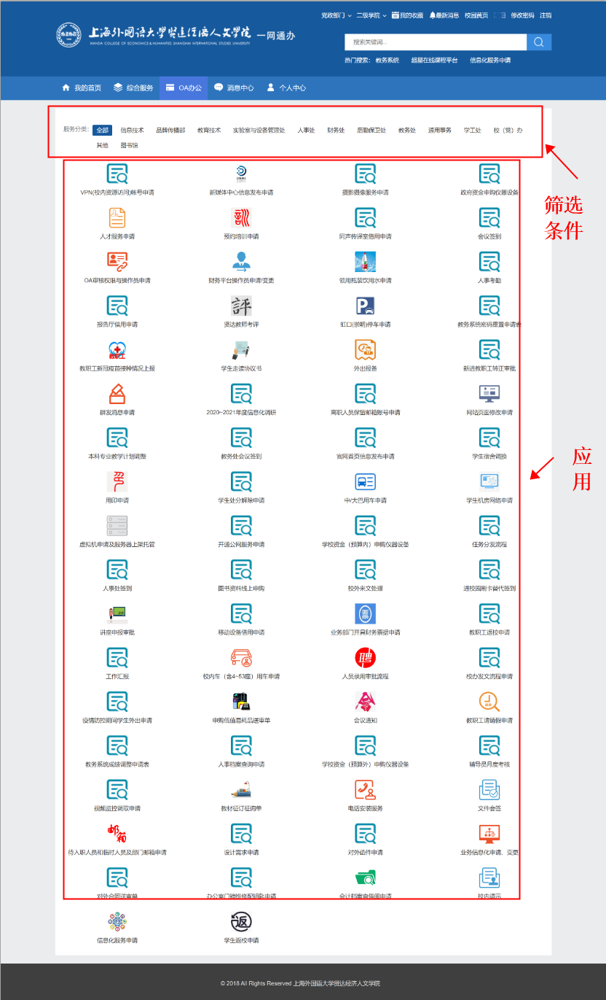 党政部门 二级学院 我的收藏 最新消息 校园黄页 修改密码 注销
上海外国语大学贤达经济人文学院 一网通办
XIANDA COLLEGE OF ECONOMICS & HUMANITIES SHANGHAI INTERNATIONAL STUDIES UNIVERSITY
搜索关键词...
热门搜索: 教务系统 超星在线课程平台 信息化服务申请
我的首页 综合服务 OA办公 消息中心 个人中心
服务分类: 全部 信息技术 品牌传播部 教育技术 实验室与设备管理处 人事处 财务处 后勤保卫处 教务处 通用事务 学工处 校（党）办
其他 图书馆
筛选
条件
VPN(校内资源访问)帐号申请 新媒体中心信息发布申请 摄影摄像服务申请 政府资金申购仪器设备
训
人才服务申请 预约培训申请 同声传译室借用申请 会议签到
OA审核权限与操作员申请 财务平台操作员申请/变更 领用瓶装饮用水申请 人事考勤
評 P
报告厅借用申请 贤达教师考评 虹口(崇明)停车申请 教务系统密码重置申请表
教职工
教职工新冠疫苗接种情况上报 学生走读协议书 外出报备 新进教职工转正审批
群发消息申请 2020~2021年度信息化调研 离职人员保留邮箱账号申请 网站页面修改申请
应
用
本科专业教学计划调整 教务处会议签到 官网首页信息发布申请 学生宿舍调换
用印申请 学生处分解除申请 中/大巴用车申请 学生机房网络申请
虚拟机申请及服务器上架托管 开通公网服务申请 学校资金（预算内）申购仪器设备 任务分发流程
人事处签到 图书资料线上申购 校外来文处理 进校园刷卡替代签到
票
讲座申报审批 移动设备借用申请 业务部门开具财务票据申请 教职工返校申请
聘
工作汇报 校内车（含4~53座）用车申请 人员录用审批流程 校办发文流程申请
疫情防控期间学生外出申请 申购低值易耗品送审单 会议通知 教职工请销假申请
教务系统成绩调整申请表 人事档案查询申请 学校资金（预算外）申购仪器设备 辅导员月度考核
视频监控调取申请 教材征订征询单 电话安装服务 文件会签
邮箱
待入职人员和临时人员及部门邮箱申请 设计需求申请 对外函件申请 业务信息化申请、变更
对外合同送审单 办公室门锁维修配钥匙申请 会计档案查借阅申请 校内请示
返
信息化服务申请 学生返校申请
© 2018 All Rights Reserved 上海外国语大学贤达经济人文学院